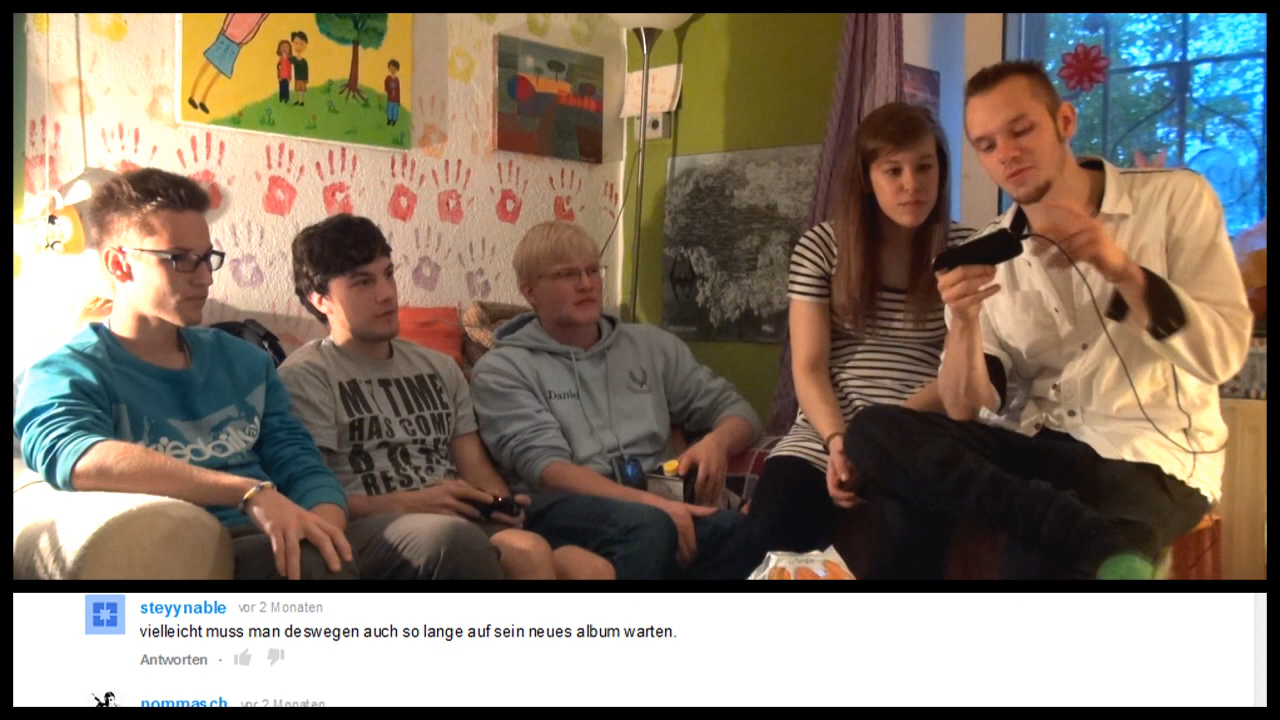 MY TIME
HAS COME
RES
Daniel
steyynable vor 2 Monaten
vielleicht muss man deswegen auch so lange auf sein neues album warten.
Antworten ·
nommasch vor 2 Monaten